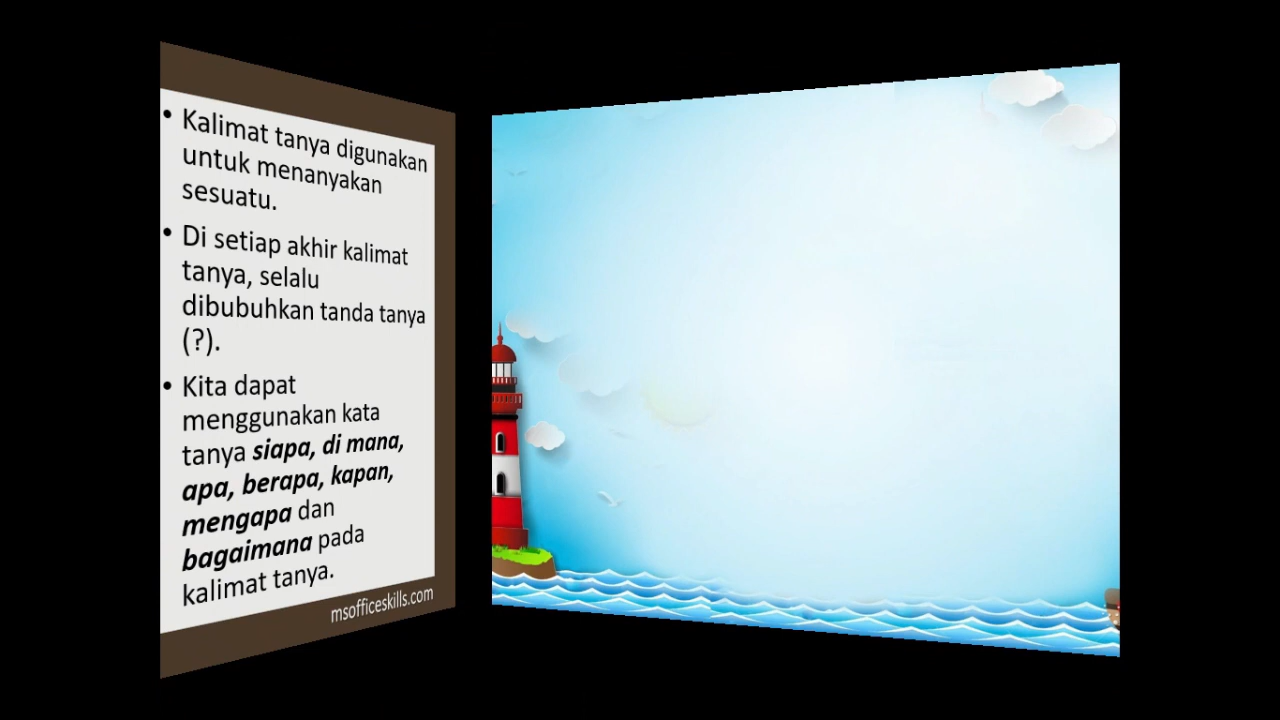 • Kalimat tanya digunakan
untuk menanyakan
sesuatu.
• Di setiap akhir kalimat
tanya, selalu
dibubuhkan tanda tanya
(?).
• Kita dapat
menggunakan kata
tanya siapa, di mana,
apa, berapa, kapan,
mengapa dan
bagaimana pada
kalimat tanya.
msofficeskills.com